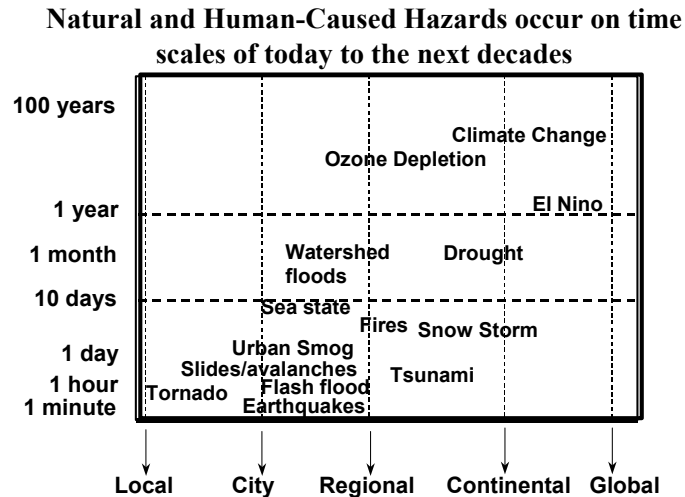 Natural and Human-Caused Hazards occur on time
scales of today to the next decades
100 years
Climate Change
Ozone Depletion
1 year
El Nino
1 month
Watershed
floods
Drought
10 days
Sea state
Fires
Snow Storm
1 day
Urban Smog
Slides/avalanches
Tsunami
1 hour
Tornado
Flash flood
1 minute
Earthquakes
Local
City
Regional
Continental
Global